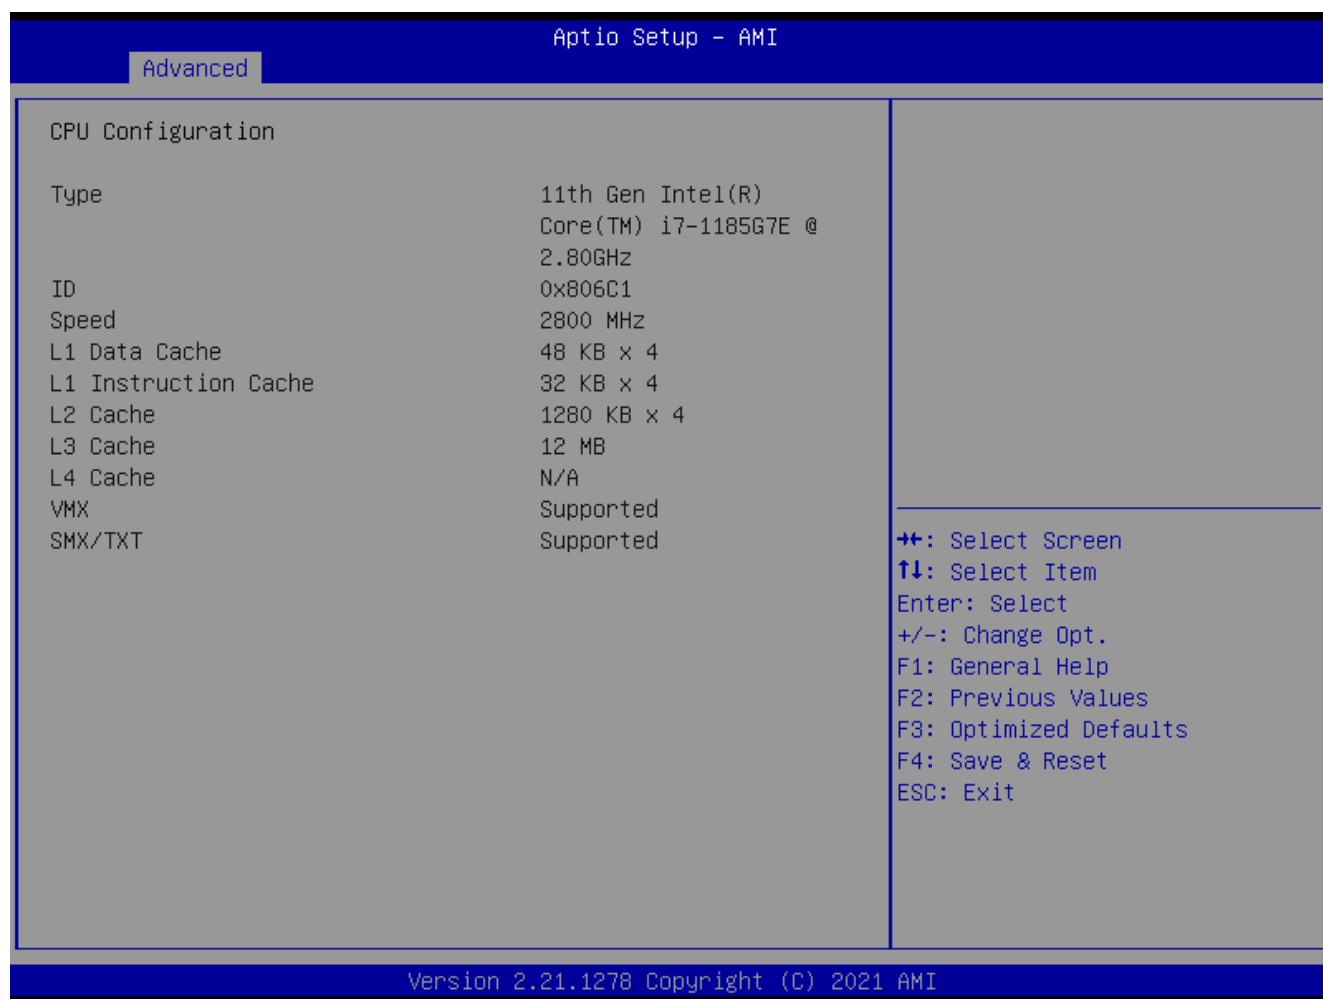 Aptio Setup – AMI
Advanced
CPU Configuration
Type 11th Gen Intel(R)
Core(TM) i7-1185G7E @
2.80GHz
ID 0x806C1
Speed 2800 MHz
L1 Data Cache 48 KB x 4
L1 Instruction Cache 32 KB x 4
L2 Cache 1280 KB x 4
L3 Cache 12 MB
L4 Cache N/A
VMX Supported
SMX/TXT Supported
→←: Select Screen
↑↓: Select Item
Enter: Select
+/-: Change Opt.
F1: General Help
F2: Previous Values
F3: Optimized Defaults
F4: Save & Reset
ESC: Exit
Version 2.21.1278 Copyright (C) 2021 AMI